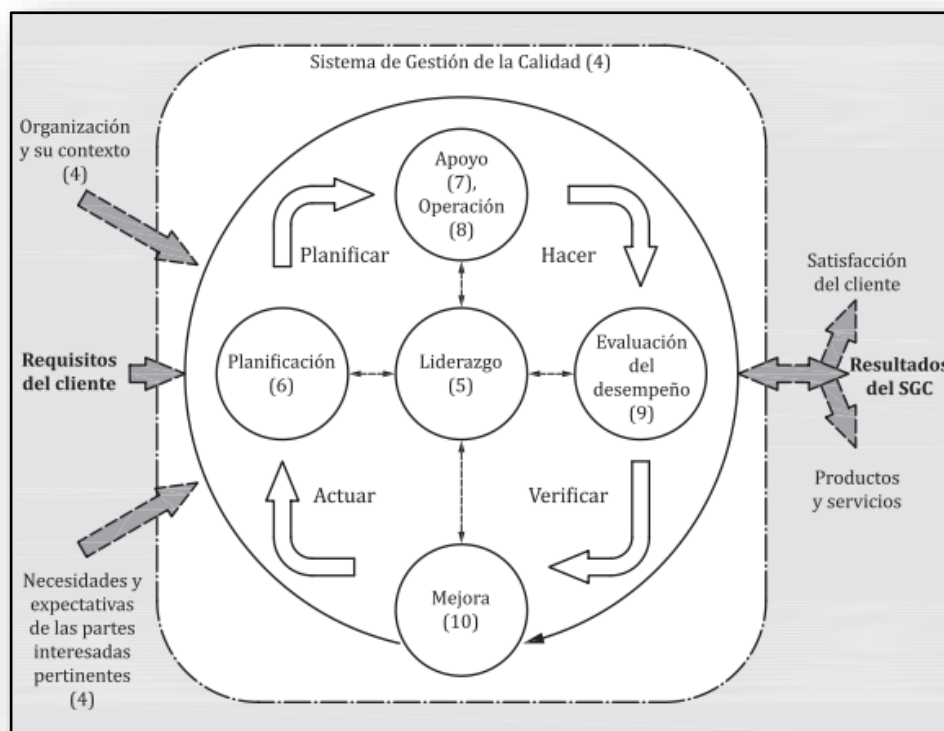 Sistema de Gestión de la Calidad (4)
Organización
y su contexto
(4)
Apoyo
(7),
Operación
(8)
Planificar
Hacer
Satisfacción
del cliente
Requisitos
del cliente
Planificación
(6)
Liderazgo
(5)
Evaluación
del
desempeño
(9)
Resultados
del SGC
Actuar
Verificar
Productos
y servicios
Necesidades y
expectativas
de las partes
interesadas
pertinentes
(4)
Mejora
(10)